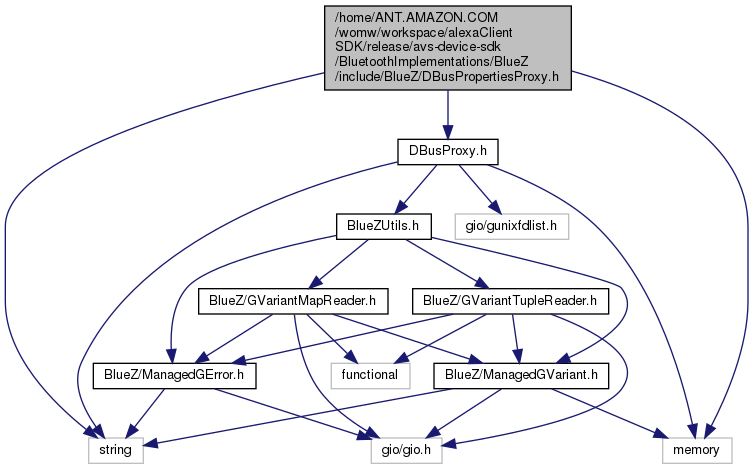 /home/ANT.AMAZON.COM
/womw/workspace/alexaClient
SDK/release/avs-device-sdk
/BluetoothImplementations/BlueZ
/include/BlueZ/DBusPropertiesProxy.h
DBusProxy.h
BlueZUtils.h
gio/gunixfdlist.h
BlueZ/GVariantMapReader.h
BlueZ/GVariantTupleReader.h
BlueZ/ManagedGError.h
functional
BlueZ/ManagedGVariant.h
string
gio/gio.h
memory